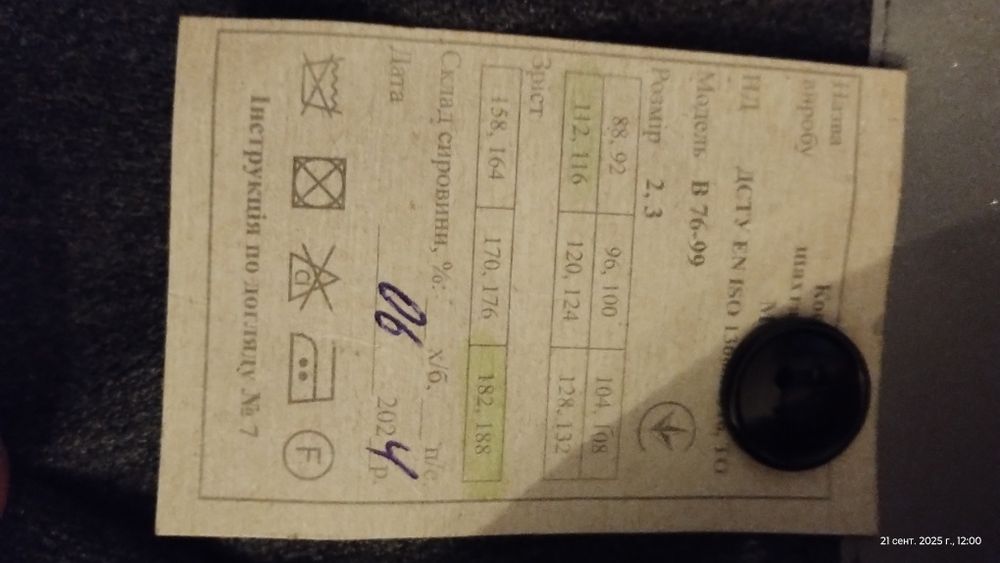 Назва
виробу
НД ДСТУ EN ISO
Модель В 76-99
Розмір 2, 3
88, 92 96, 100 104, 108
112, 116 120, 124 128, 132
Зріст
158, 164 170, 176 182, 188
Склад сировини, %: х/б, п/е
Дата 06 2024 р.
CL
F
Інструкція по догляду № 7
21 сент. 2025 г., 12:00